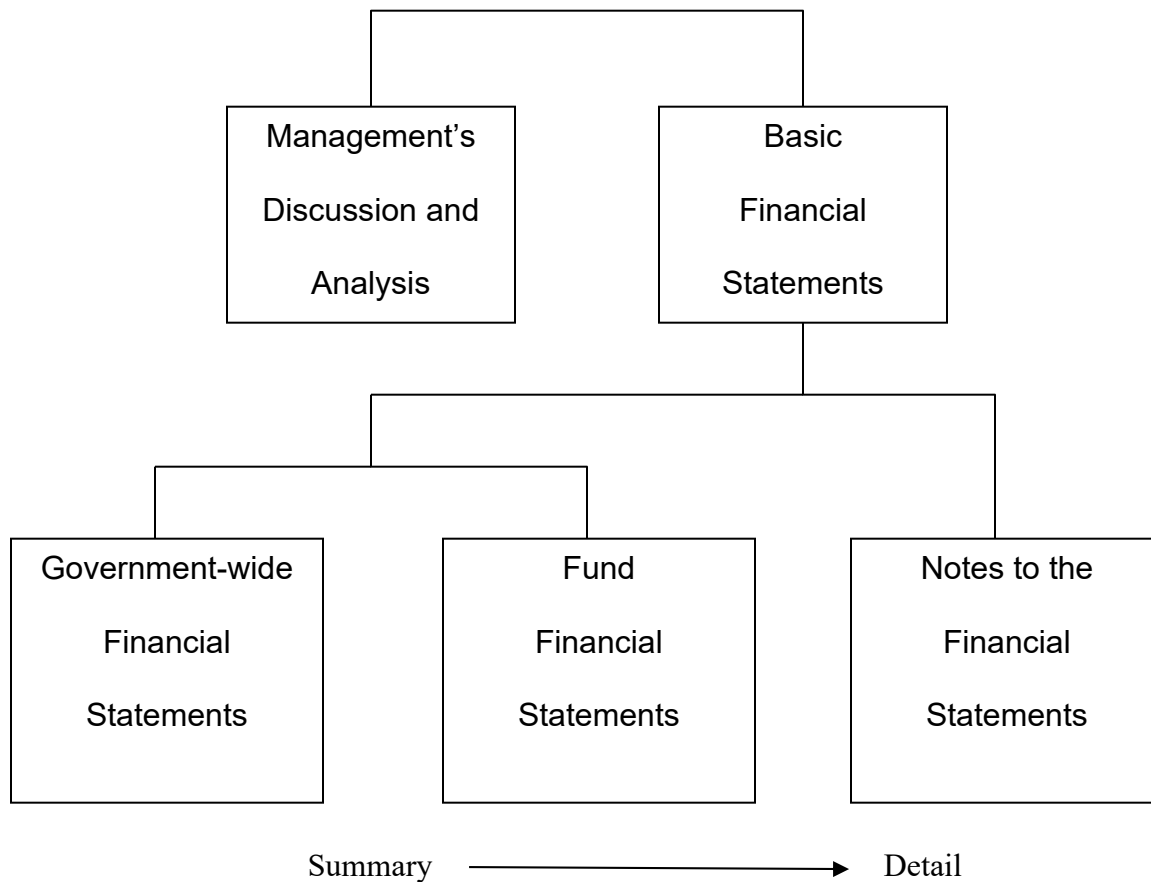 Management’s
Discussion and
Analysis
Basic
Financial
Statements
Government-wide
Financial
Statements
Fund
Financial
Statements
Notes to the
Financial
Statements
Summary
Detail